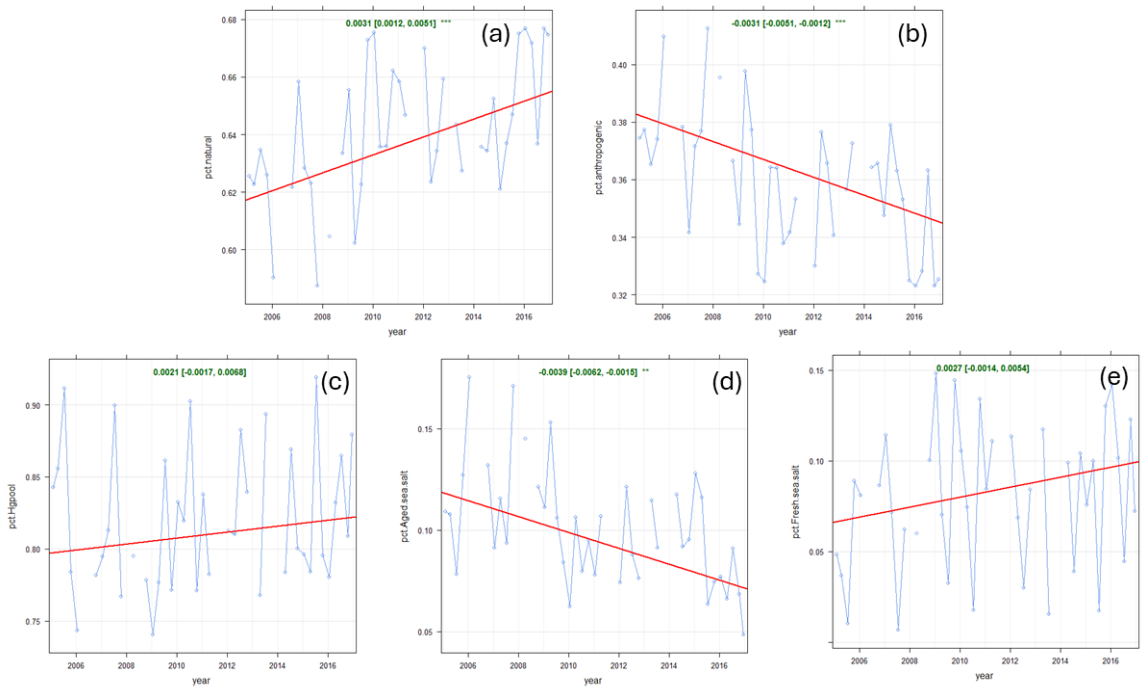 0.0031 [0.0012, 0.0051] ***
(a)
pct.natural
0.68
0.66
0.64
0.62
0.60
2006 2008 2010 2012 2014 2016
year
-0.0031 [-0.0051, -0.0012] ***
(b)
pct.anthropogenic
0.40
0.38
0.36
0.34
0.32
2006 2008 2010 2012 2014 2016
year
0.0021 [-0.0017, 0.0068]
(c)
pct.Hgpool
0.90
0.85
0.80
0.75
2006 2008 2010 2012 2014 2016
year
-0.0039 [-0.0062, -0.0015] **
(d)
pct.Aged.sea.salt
0.15
0.10
0.05
2006 2008 2010 2012 2014 2016
year
0.0027 [-0.0014, 0.0054]
(e)
pct.Fresh.sea.salt
0.15
0.10
0.05
2006 2008 2010 2012 2014 2016
year